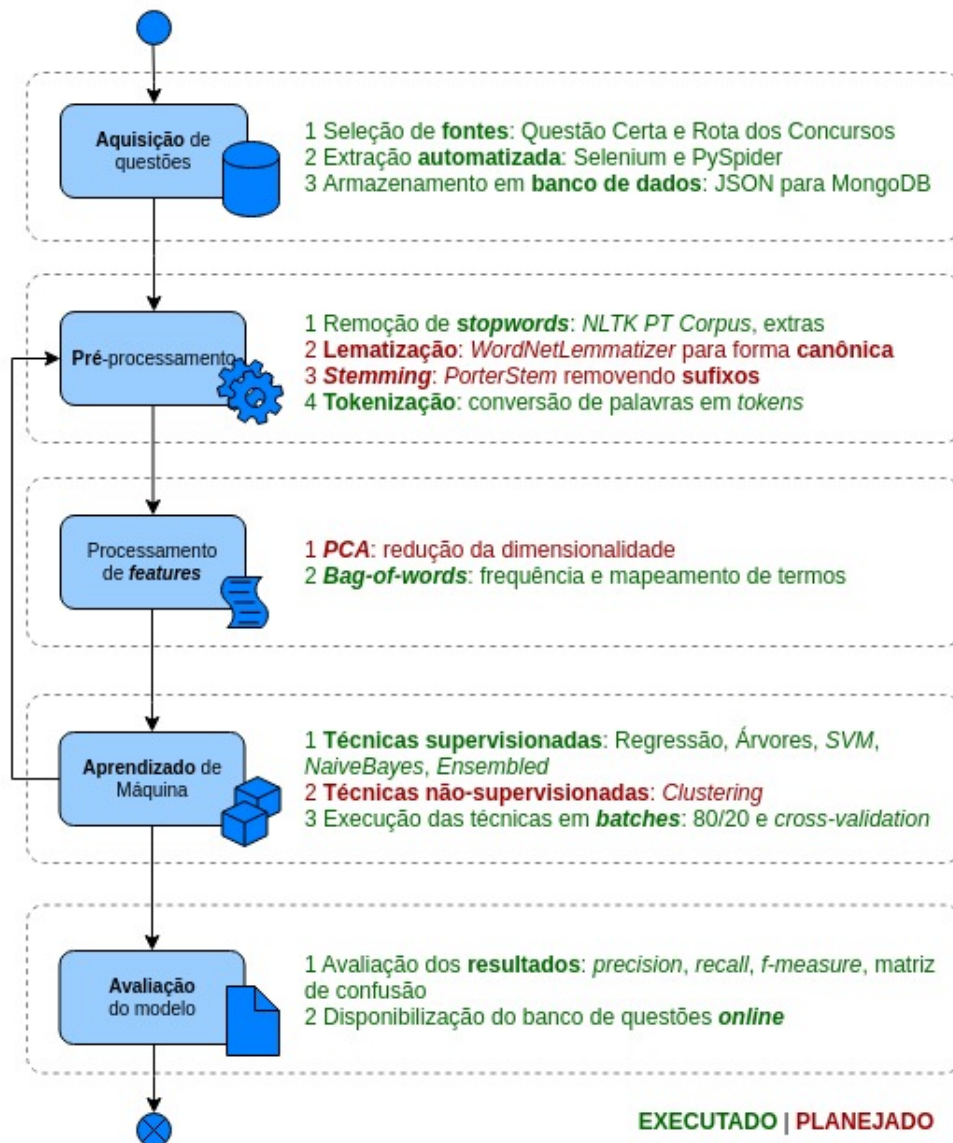 Aquisição de
questões
1 Seleção de fontes: Questão Certa e Rota dos Concursos
2 Extração automatizada: Selenium e PySpider
3 Armazenamento em banco de dados: JSON para MongoDB
Pré-processamento
1 Remoção de stopwords: NLTK PT Corpus, extras
2 Lematização: WordNetLemmatizer para forma canônica
3 Stemming: PorterStem removendo sufixos
4 Tokenização: conversão de palavras em tokens
Processamento
de features
1 PCA: redução da dimensionalidade
2 Bag-of-words: frequência e mapeamento de termos
Aprendizado de
Máquina
1 Técnicas supervisionadas: Regressão, Árvores, SVM,
NaiveBayes, Ensembled
2 Técnicas não-supervisionadas: Clustering
3 Execução das técnicas em batches: 80/20 e cross-validation
Avaliação
do modelo
1 Avaliação dos resultados: precision, recall, f-measure, matriz
de confusão
2 Disponibilização do banco de questões online
EXECUTADO | PLANEJADO